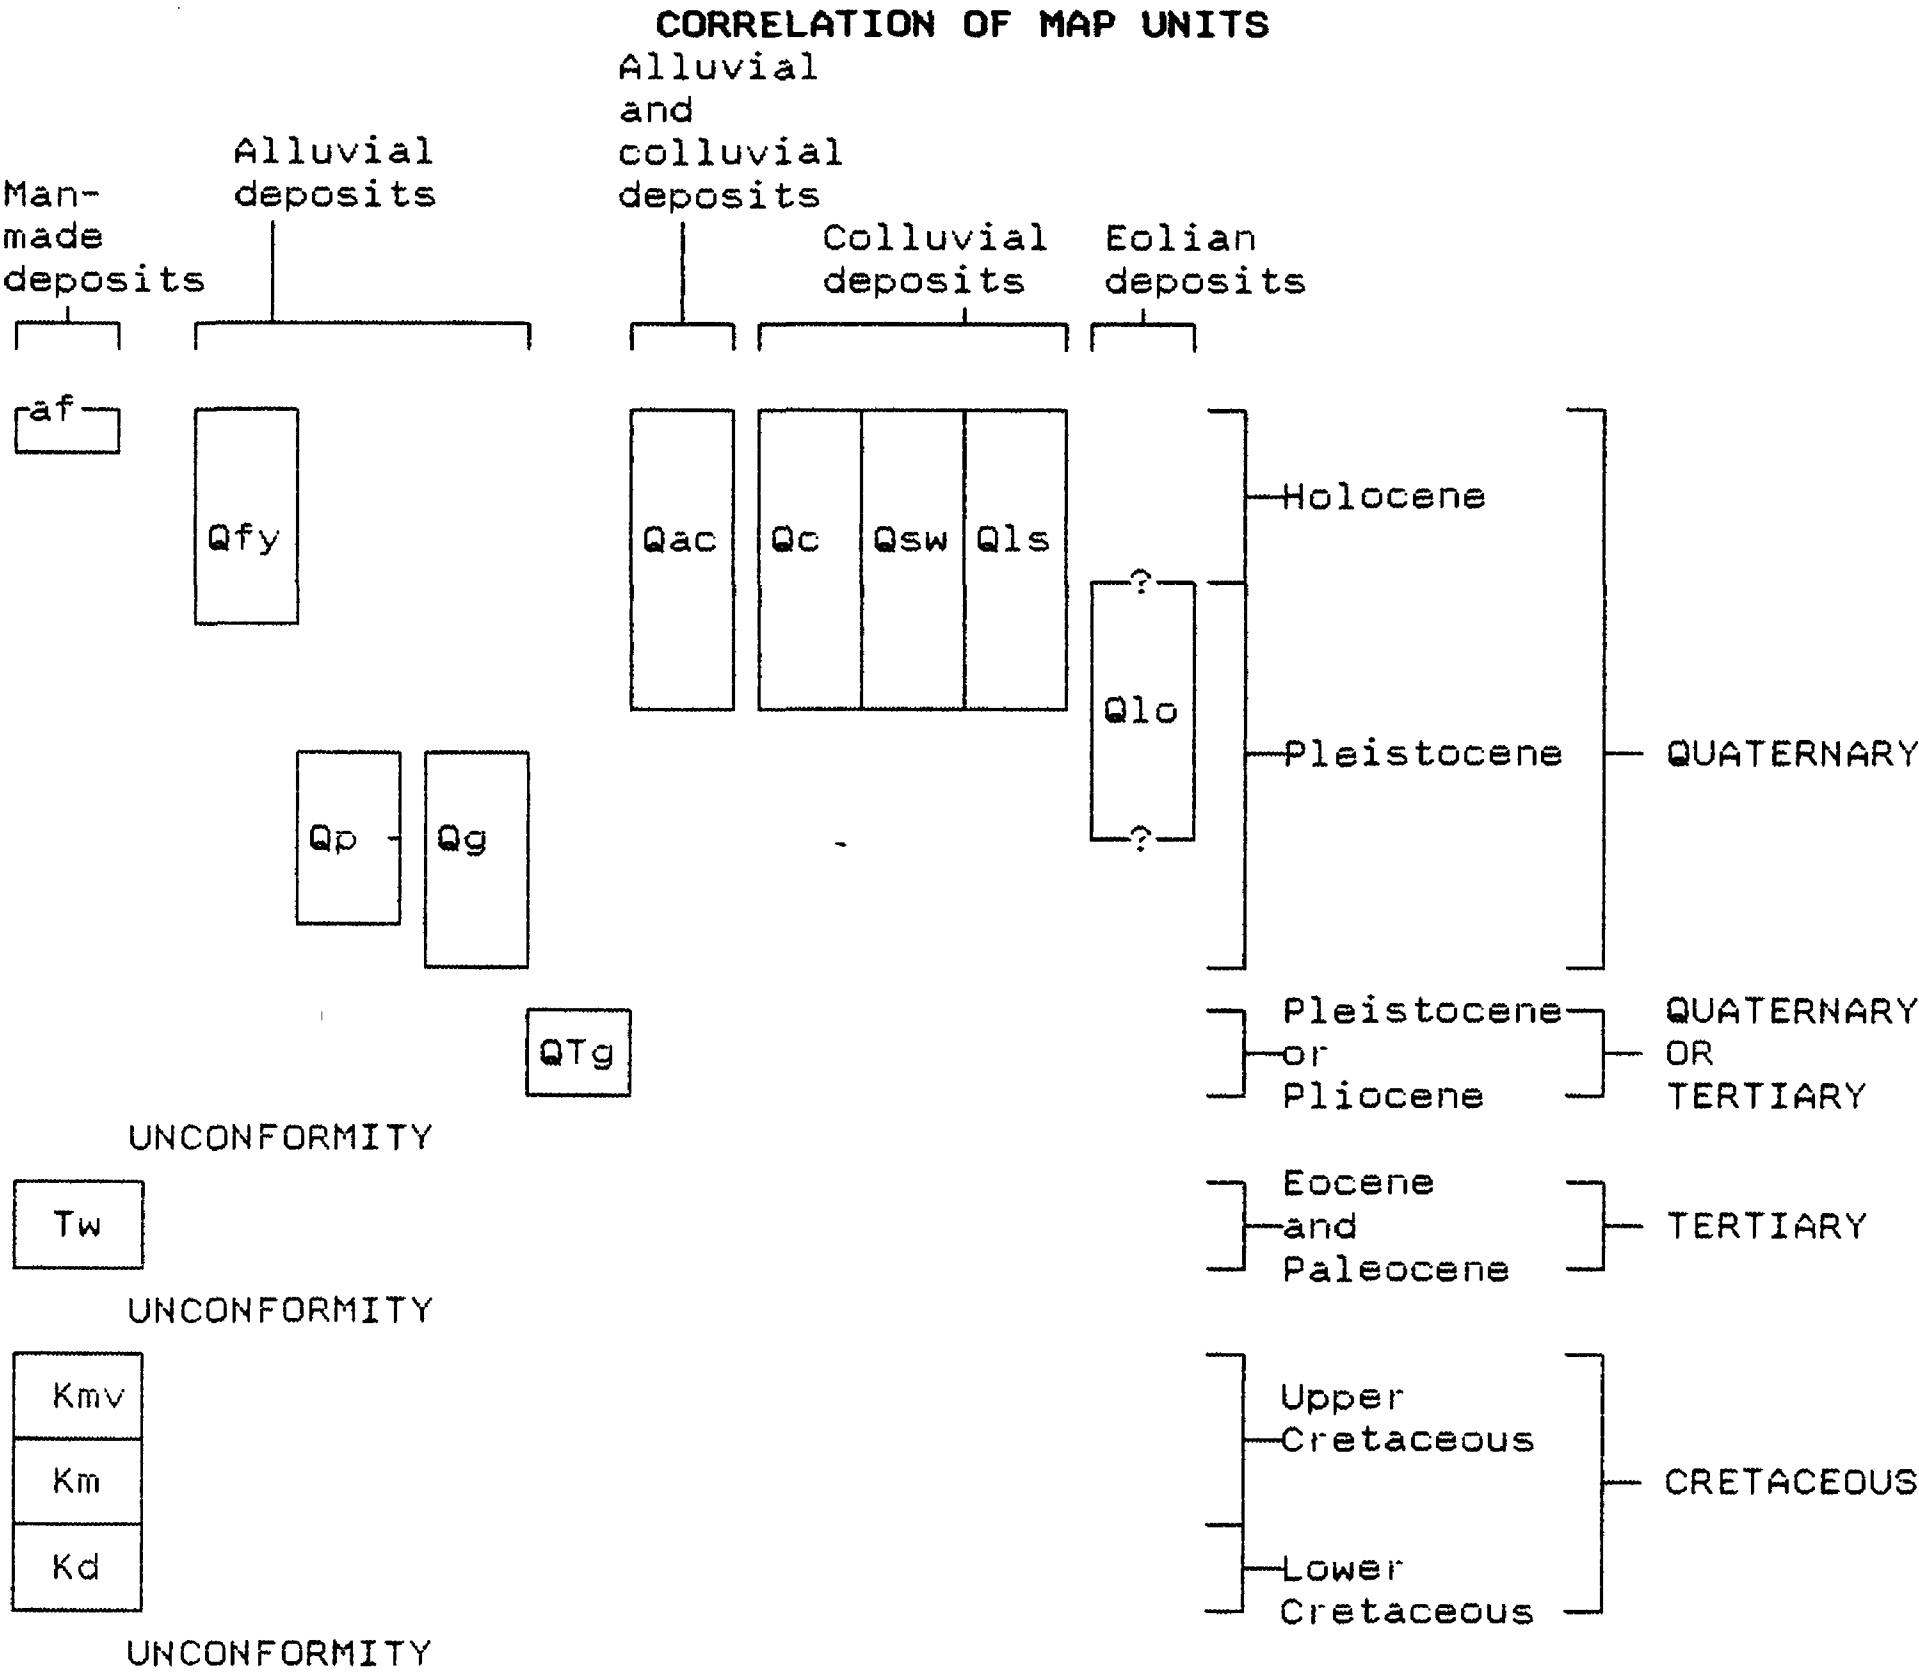 CORRELATION OF MAP UNITS
Alluvial
and
colluvial
deposits
Alluvial
deposits
Man-
made
deposits
Colluvial
deposits
Eolian
deposits
af
Qfy
Qac
Qc
Qsw
Qls
Holocene
?
Qlo
Pleistocene
QUATERNARY
Qp
Qg
?
QTg
Pleistocene
or
Pliocene
QUATERNARY
OR
TERTIARY
UNCONFORMITY
Tw
Eocene
and
Paleocene
TERTIARY
UNCONFORMITY
Kmv
Km
Kd
Upper
Cretaceous
Lower
Cretaceous
CRETACEOUS
UNCONFORMITY